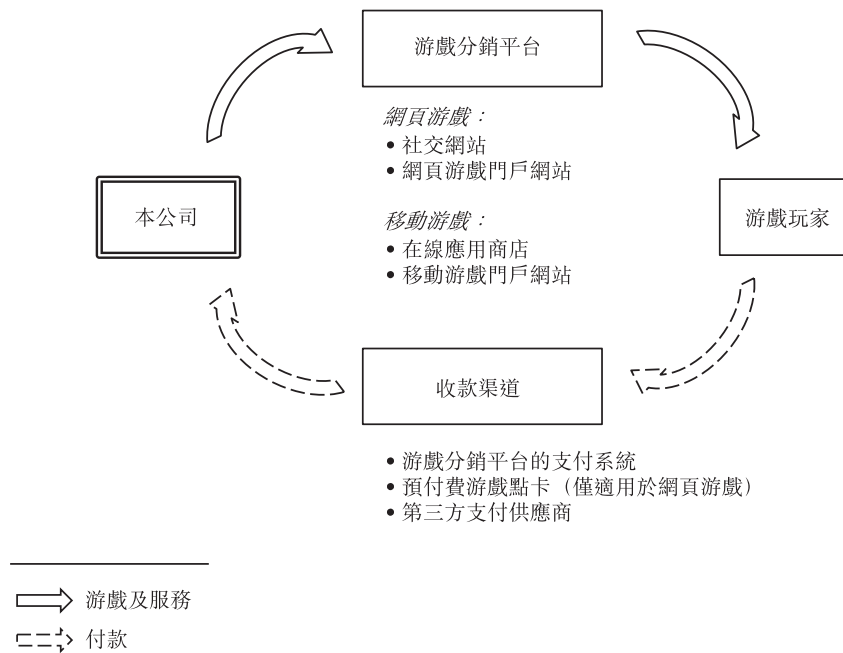 游戲分銷平台
網頁游戲：
• 社交網站
• 網頁游戲門戶網站
本公司
游戲玩家
移動游戲：
• 在線應用商店
• 移動游戲門戶網站
收款渠道
• 游戲分銷平台的支付系統
• 預付費游戲點卡（僅適用於網頁游戲）
• 第三方支付供應商
游戲及服務
付款